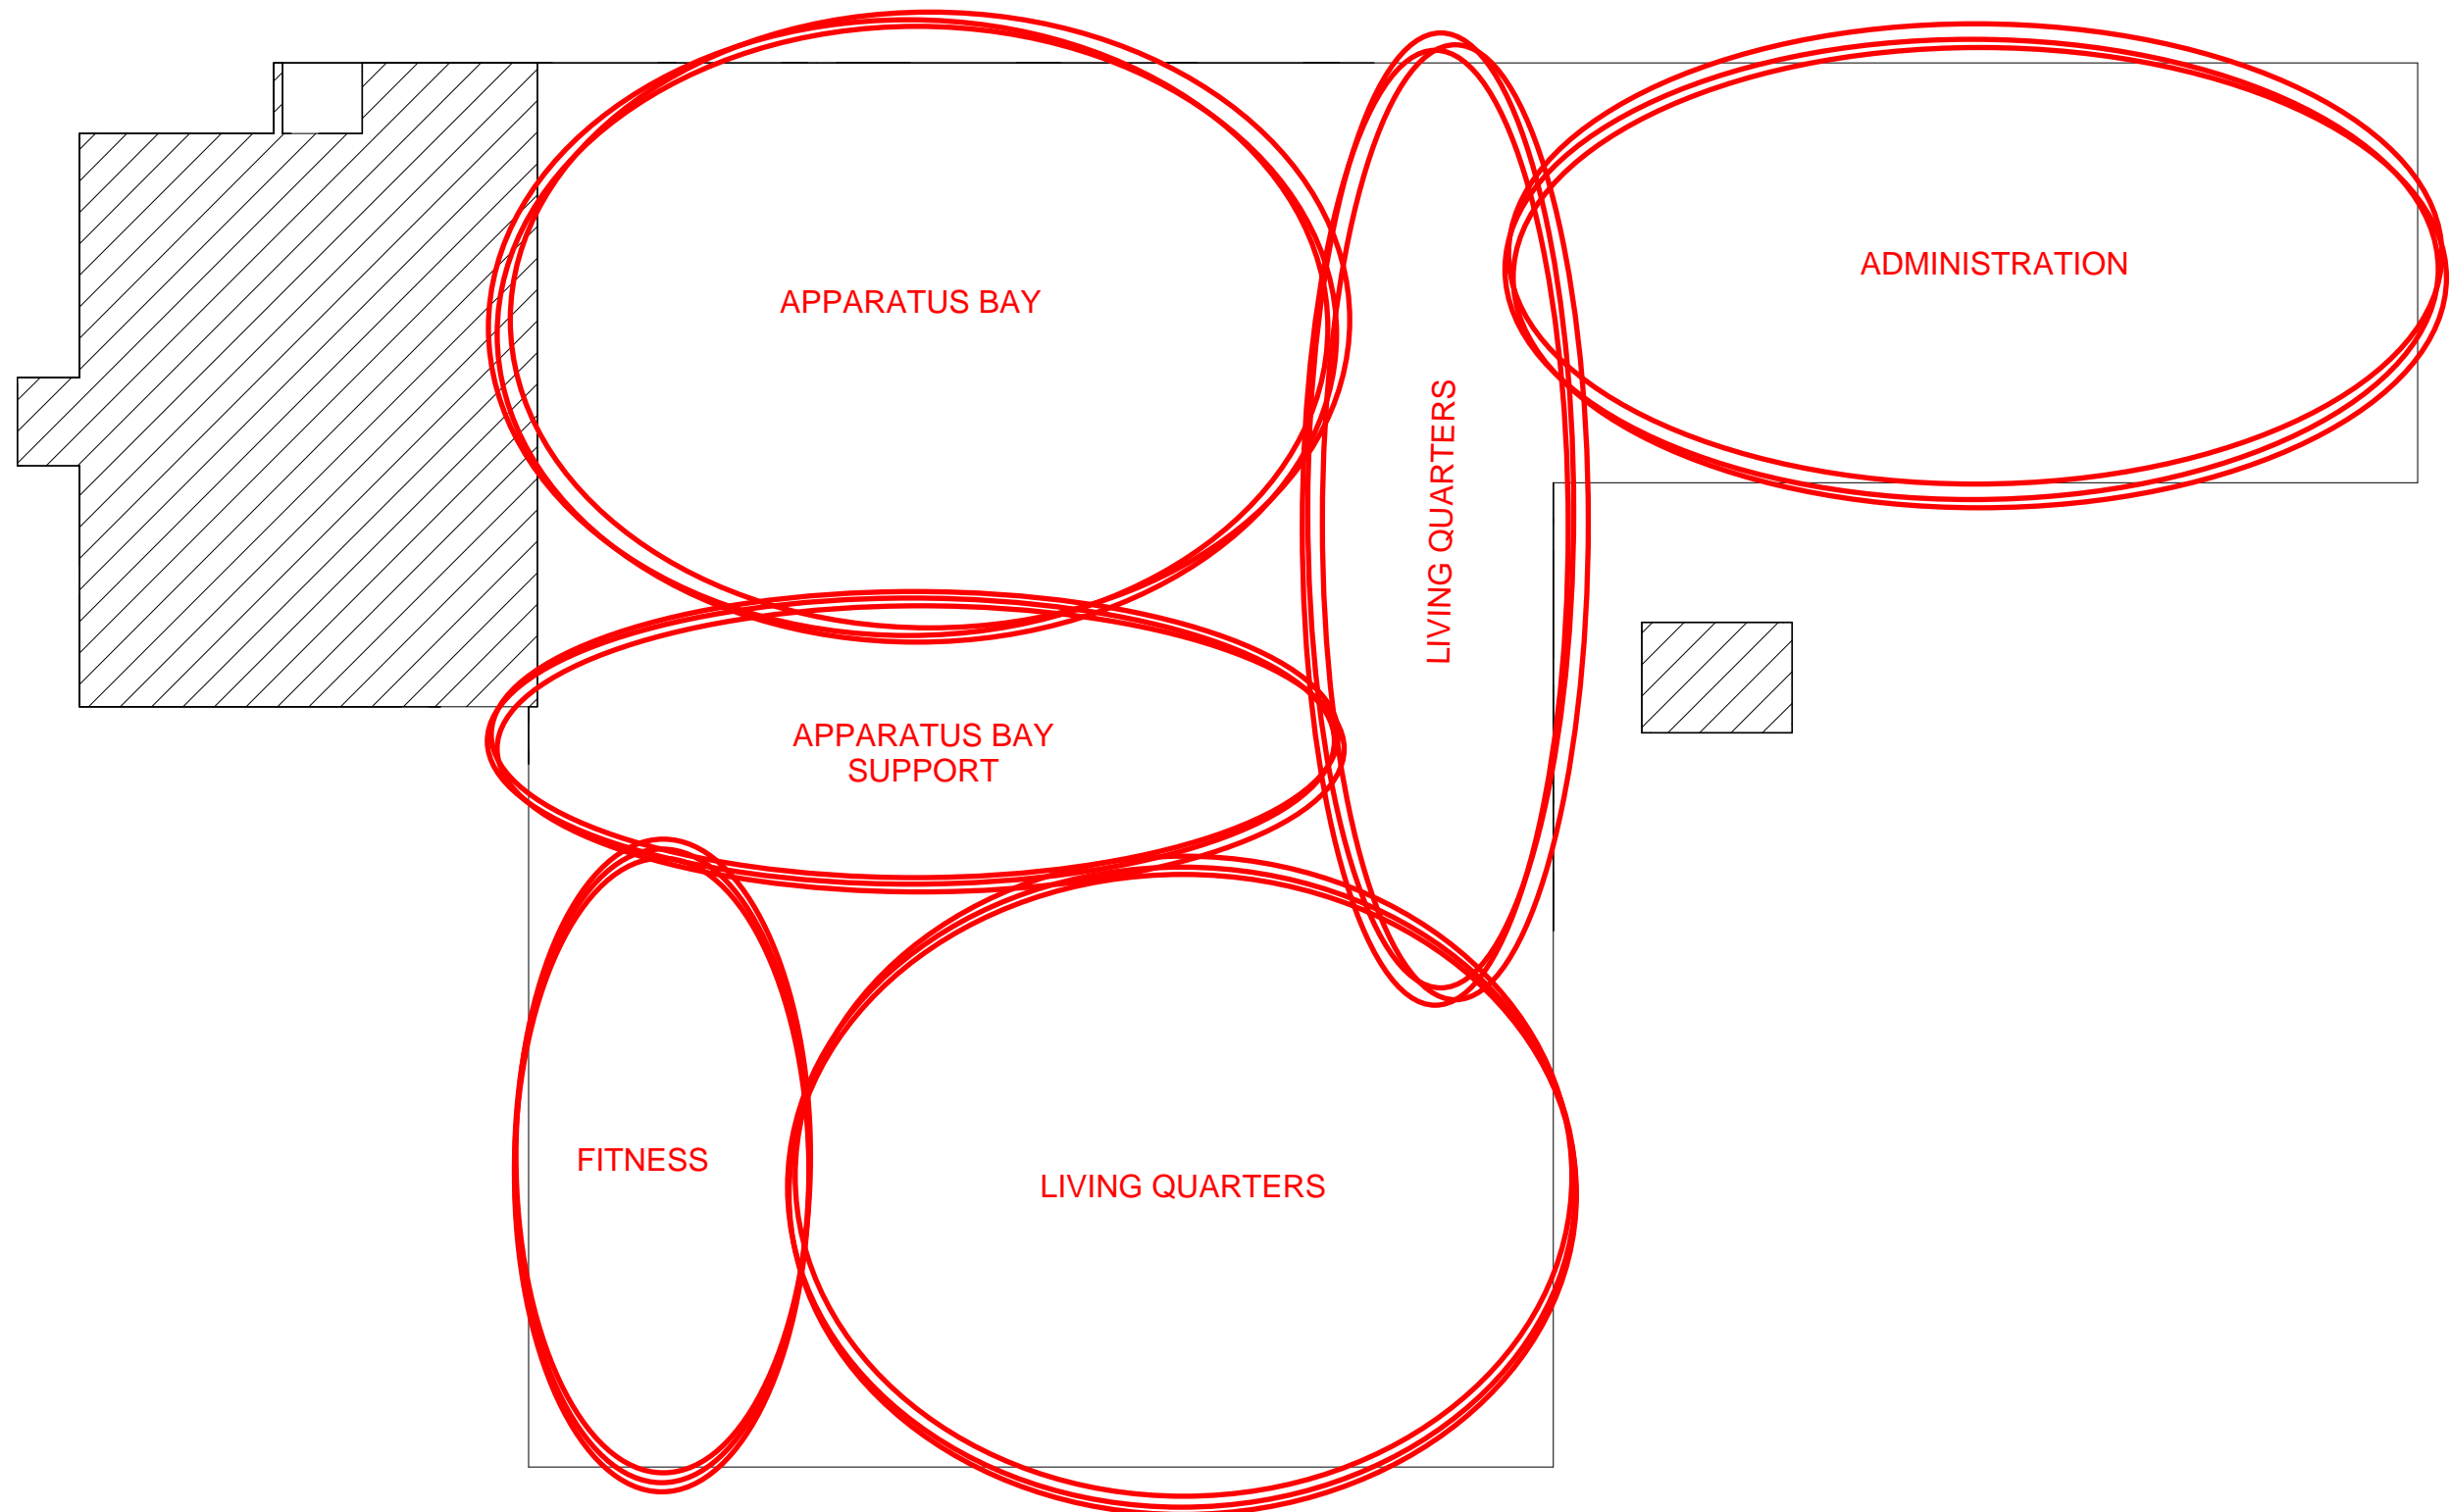 ADMINISTRATION
APPARATUS BAY
LIVING QUARTERS
APPARATUS BAY
SUPPORT
FITNESS
LIVING QUARTERS